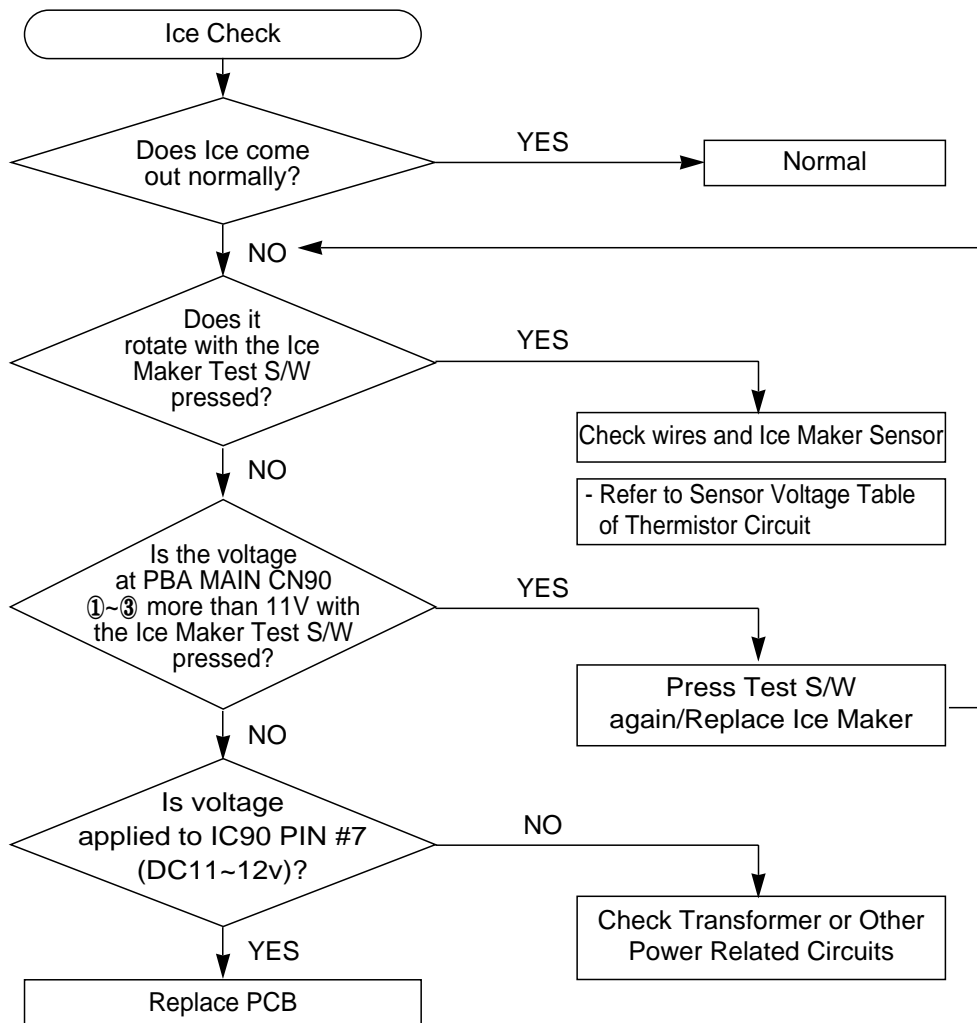 Ice Check
Does Ice come
out normally?
YES
Normal
NO
Does it
rotate with the Ice
Maker Test S/W
pressed?
YES
Check wires and Ice Maker Sensor
- Refer to Sensor Voltage Table
of Thermistor Circuit
NO
Is the voltage
at PBA MAIN CN90
①~③ more than 11V with
the Ice Maker Test S/W
pressed?
YES
Press Test S/W
again/Replace Ice Maker
NO
Is voltage
applied to IC90 PIN #7
(DC11~12v)?
NO
Check Transformer or Other
Power Related Circuits
YES
Replace PCB